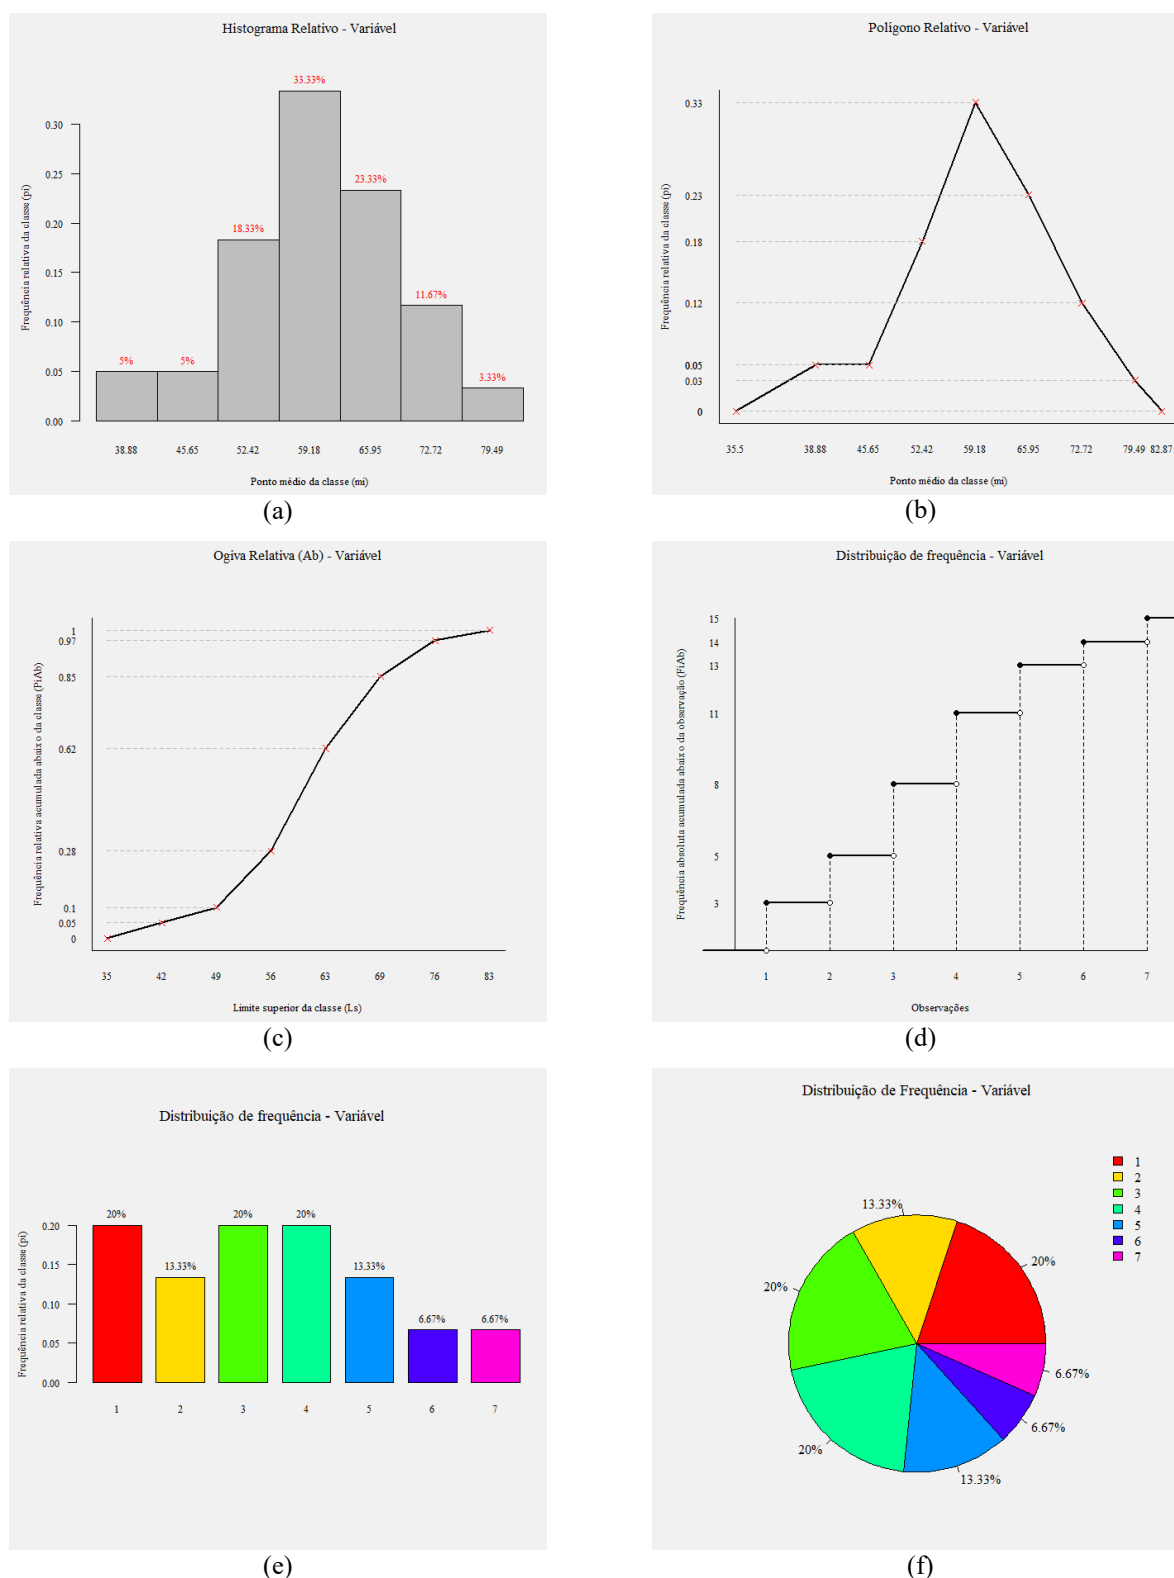 Histograma Relativo - Variável
Frequência relativa da classe (pi)
0.30
0.25
0.20
0.15
0.10
0.05
0.00
5%
5%
18.33%
33.33%
23.33%
11.67%
3.33%
38.88 45.65 52.42 59.18 65.95 72.72 79.49
Ponto médio da classe (mi)
(a)
Polígono Relativo - Variável
Frequência relativa da classe (pi)
0.33
0.23
0.18
0.12
0.05
0.03
0
35.5 38.88 45.65 52.42 59.18 65.95 72.72 79.49 82.87
Ponto médio da classe (mi)
(b)
Ogiva Relativa (Ab) - Variável
Frequência relativa acumulada abaixo da classe (PiAb)
1
0.97
0.85
0.62
0.28
0.1
0.05
0
35 42 49 56 63 69 76 83
Limite superior da classe (Ls)
(c)
Distribuição de frequência - Variável
Frequência absoluta acumulada abaixo da observação (FiAb)
15
14
13
11
8
5
3
1 2 3 4 5 6 7
Observações
(d)
Distribuição de frequência - Variável
Frequência relativa da classe (pi)
0.20
0.15
0.10
0.05
0.00
20%
13.33%
20%
20%
13.33%
6.67%
6.67%
1 2 3 4 5 6 7
(e)
Distribuição de Frequência - Variável
1
2
3
4
5
6
7
20%
13.33%
20%
20%
13.33%
6.67%
6.67%
(f)